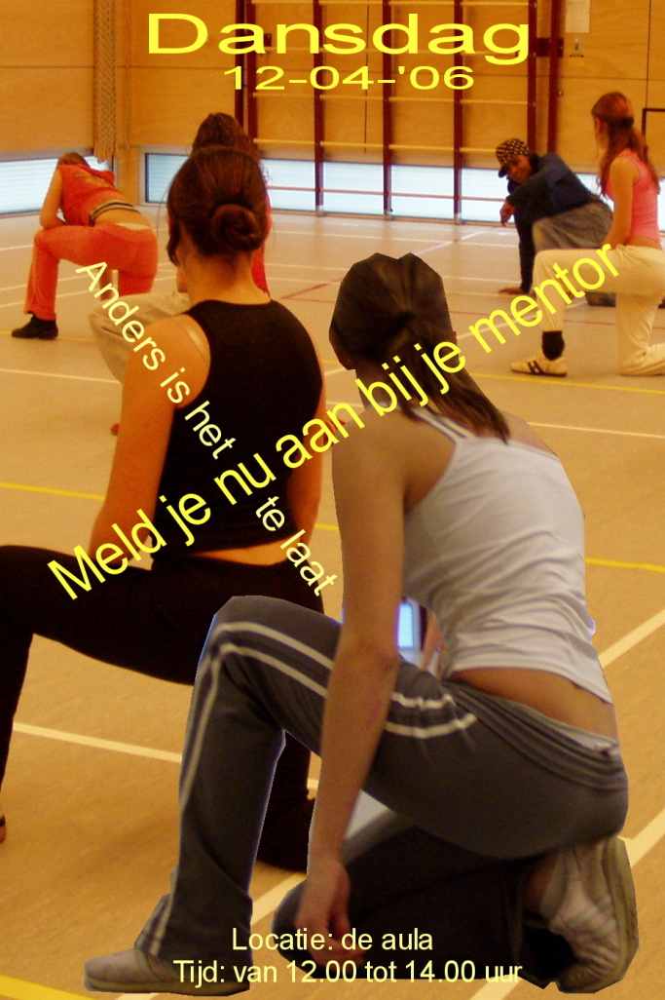 Dansdag
12-04-'06
Anders is het te laat
Meld je nu aan bij je mentor
Locatie: de aula
Tijd: van 12.00 tot 14.00 uur